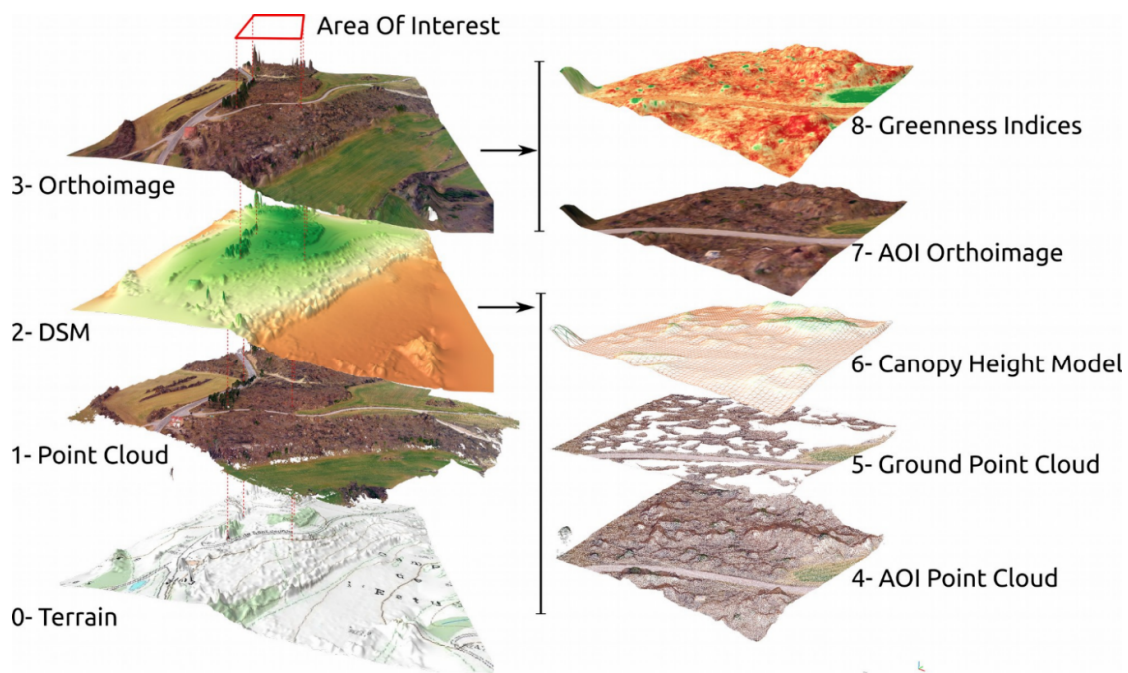 Area Of Interest
3- Orthoimage
2- DSM
1- Point Cloud
0- Terrain
8- Greenness Indices
7- AOI Orthoimage
6- Canopy Height Model
5- Ground Point Cloud
4- AOI Point Cloud